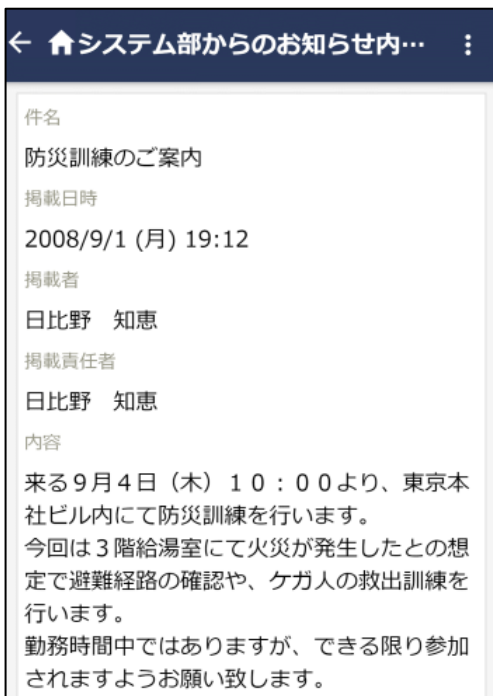 システム部からのお知らせ内…
件名
防災訓練のご案内
掲載日時
2008/9/1 (月) 19:12
掲載者
日比野　知恵
掲載責任者
日比野　知恵
内容
来る９月４日（木）１０：００より、東京本
社ビル内にて防災訓練を行います。
今回は３階給湯室にて火災が発生したとの想
定で避難経路の確認や、ケガ人の救出訓練を
行います。
勤務時間中ではありますが、できる限り参加
されますようお願い致します。